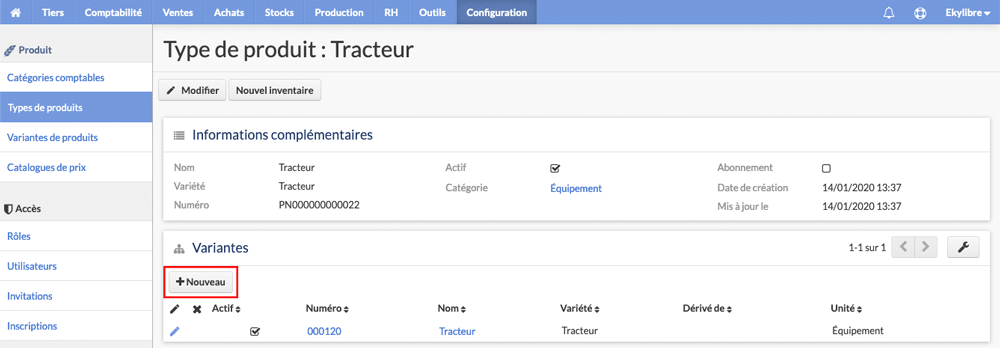 Tiers Comptabilité Ventes Achats Stocks Production RH Outils Configuration Ekylibre
Produit
Catégories comptables
Types de produits
Variantes de produits
Catalogues de prix
Accès
Rôles
Utilisateurs
Invitations
Inscriptions
Type de produit : Tracteur
Modifier Nouvel inventaire
Informations complémentaires
Nom Tracteur Actif Abonnement
Variété Tracteur Catégorie Équipement Date de création 14/01/2020 13:37
Numéro PN000000000022 Mis à jour le 14/01/2020 13:37
Variantes 1-1 sur 1
Nouveau
Actif Numéro Nom Variété Dérivé de Unité
000120 Tracteur Tracteur Équipement